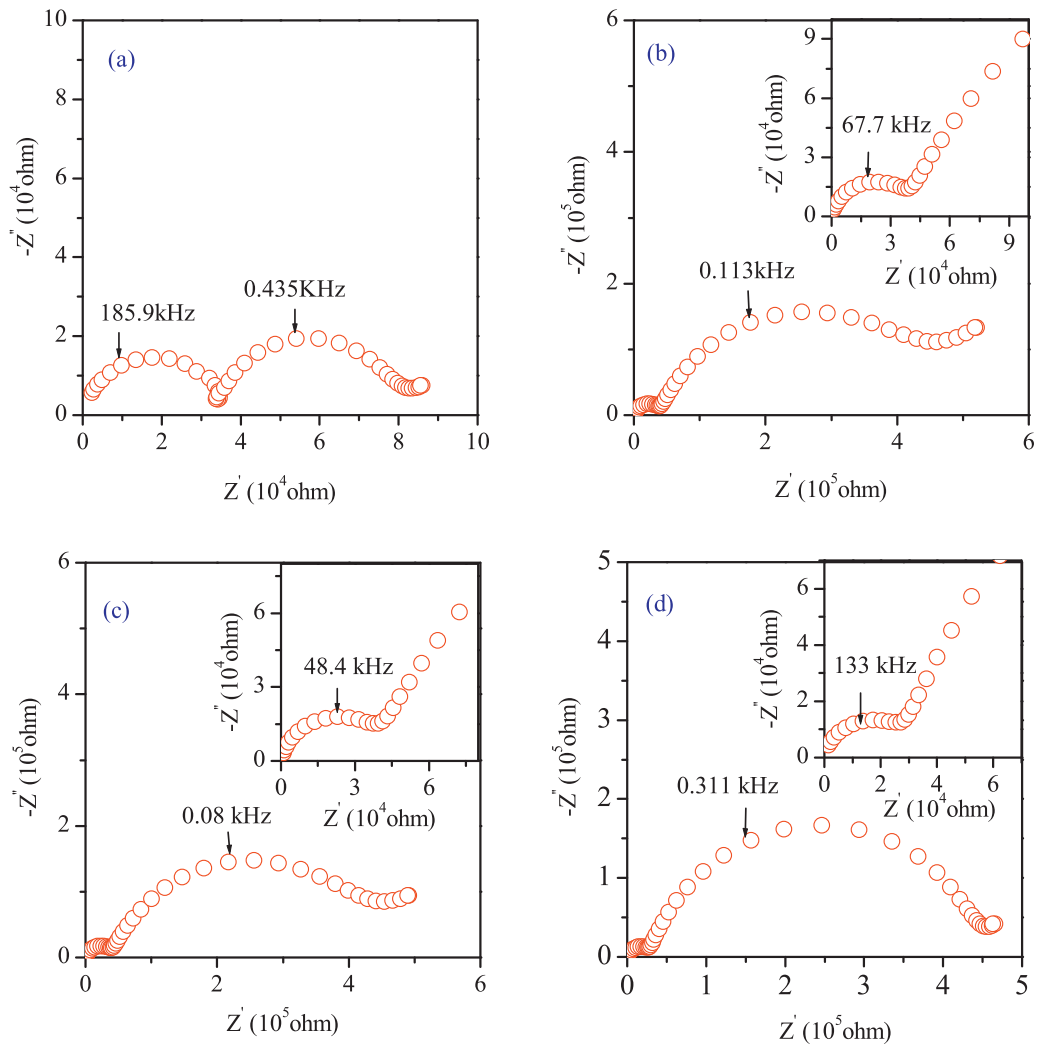 (a)
10
8
6
4
2
0
-Z" (10⁴ohm)
185.9kHz
0.435KHz
0 2 4 6 8 10
Z' (10⁴ohm)
(b)
6
4
2
0
-Z" (10⁵ohm)
0.113kHz
0 2 4 6
Z' (10⁵ohm)
9
6
3
0
-Z" (10⁴ohm)
67.7 kHz
0 3 6 9
Z' (10⁴ohm)
(c)
6
4
2
0
-Z" (10⁵ohm)
0.08 kHz
0 2 4 6
Z' (10⁵ohm)
6
3
0
-Z" (10⁴ohm)
48.4 kHz
0 3 6
Z' (10⁴ohm)
(d)
5
4
3
2
1
0
-Z" (10⁵ohm)
0.311 kHz
0 1 2 3 4 5
Z' (10⁵ohm)
6
4
2
0
-Z" (10⁴ohm)
133 kHz
0 2 4 6
Z' (10⁴ohm)